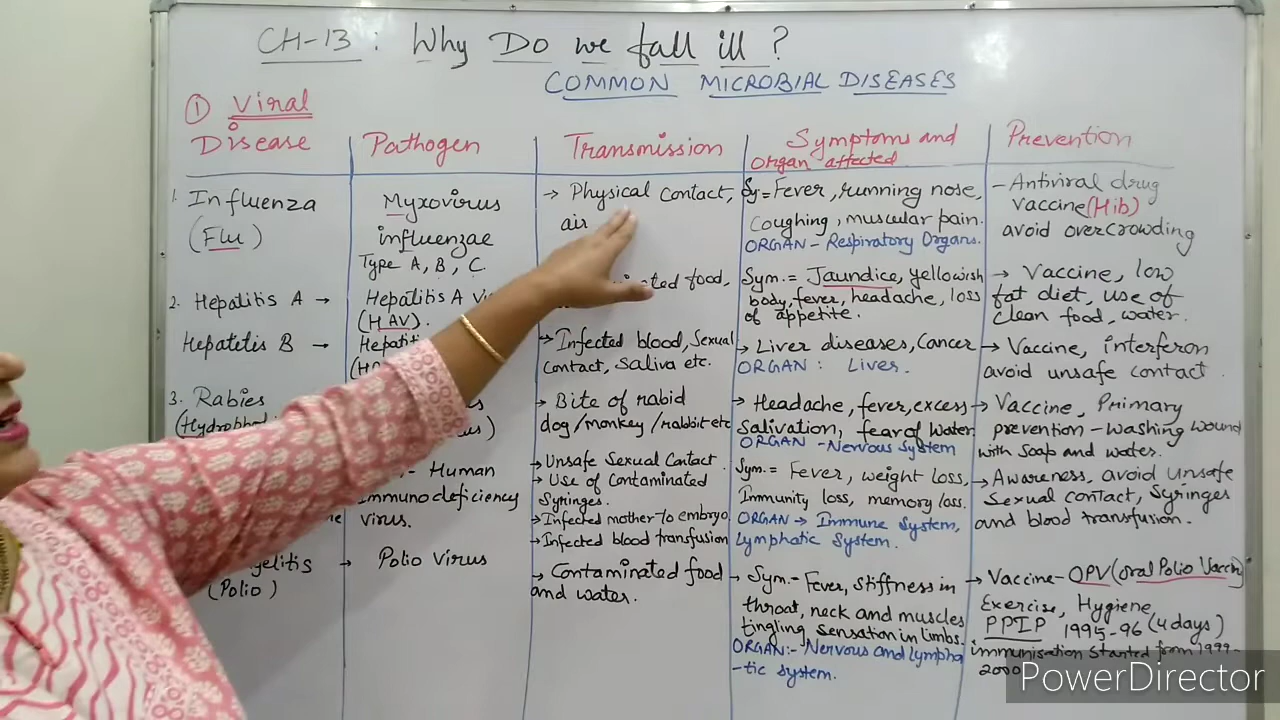 CH-13 : Why Do we fall ill ?
COMMON MICROBIAL DISEASES
① Viral
Disease
Pathogen
Transmission
Symptoms and
Organ affected
Prevention
1. Influenza
(Flu)
Myxovirus
influenzae
Type A, B, C
→ Physical Contact,
air
Sy.= Fever, running nose,
Coughing, muscular pain.
ORGAN - Respiratory Organs.
- Antiviral drug
vaccine(Hib)
avoid overcrowding
2. Hepatitis A →
Hepatitis A
(HAV).
food,
Sym.= Jaundice, yellowish
body, fever, headache, loss
of appetite.
→ Vaccine, low
fat diet, use of
clean food, water.
Hepatetis B →
→ Infected blood, Sexual
Contact, Saliva etc.
→ Liver diseases, Cancer
ORGAN : Liver.
→ Vaccine, interferon
avoid unsafe contact.
3. Rabies
→ Bite of rabid
dog/monkey/rabbit etc
→ Headache, fever, excess
Salivation, fear of Water
ORGAN - Nervous System
→ Vaccine, Primary
prevention - washing wound
with Soap and water.
- Human
Immunodeficiency
virus.
→ Unsafe Sexual Contact.
→ Use of Contaminated
Syringes.
→ Infected mother to embryo
→ Infected blood transfusion
Sym.= Fever, weight loss,
Immunity loss, memory loss.
ORGAN → Immune System,
Lymphatic System.
→ Awareness, avoid unsafe
Sexual contact, Syringes
and blood transfusion.
(Polio)
→ Polio Virus
→ Contaminated food
and water.
→ Sym.- Fever, Stiffness in
throat, neck and muscles
tingling sensation in limbs.
ORGAN:- Nervous and Lympha
-tic system.
→ Vaccine- OPV(oral Polio Vaccin)
Exercise, Hygiene
PPIP 1995-96 (4 days)
immunisation started from 1999-
2000
PowerDirector